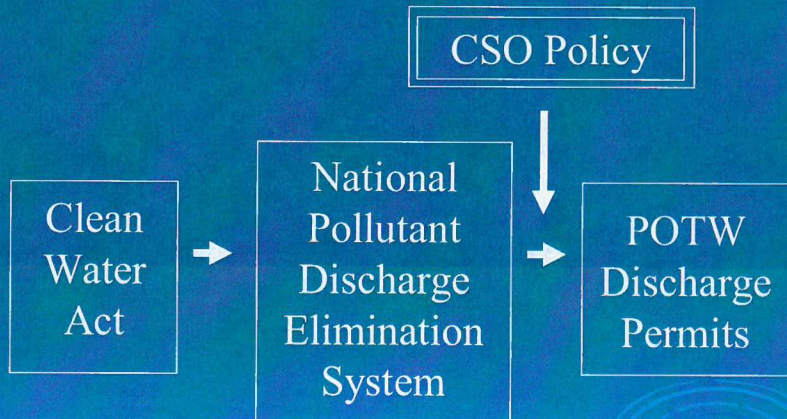 CSO Policy
Clean
Water
Act
National
Pollutant
Discharge
Elimination
System
POTW
Discharge
Permits